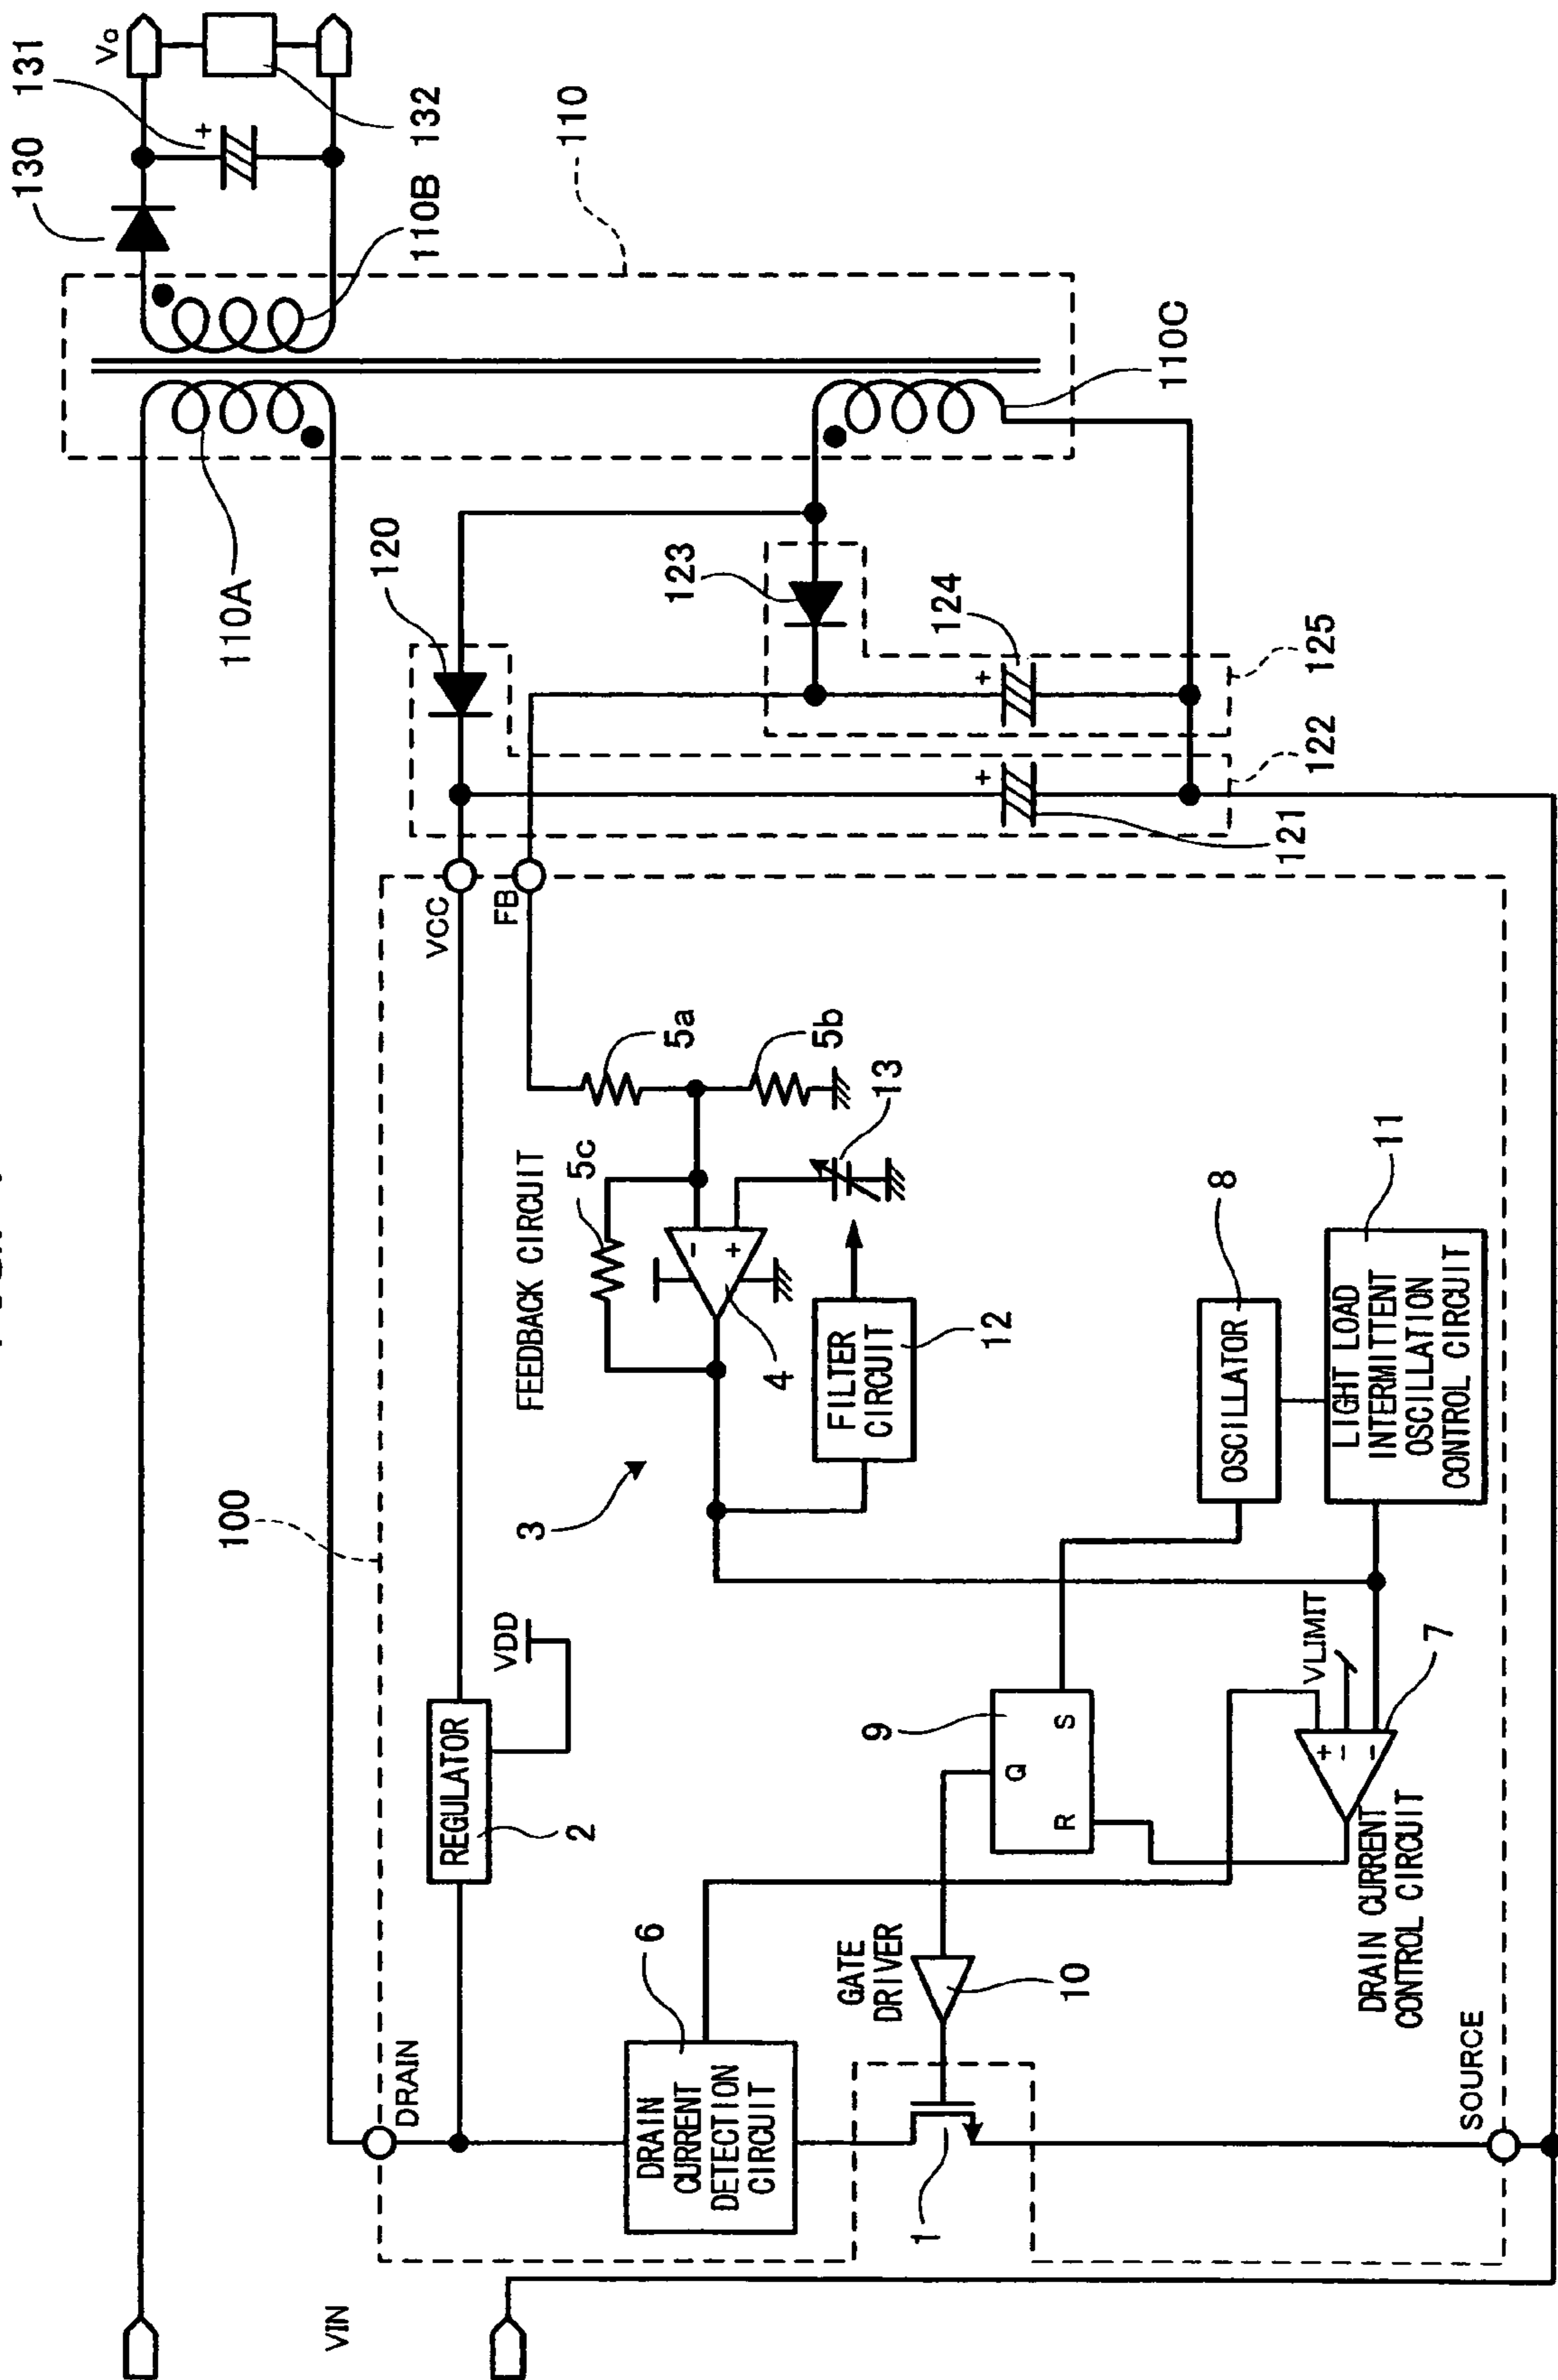 130
131
Vo
132
110B
110
110A
110C
120
123
124
+
+
+
125
122
121
VCC
FB
100
REGULATOR
2
VDD
3
FEEDBACK CIRCUIT
5c
5a
5b
-
+
4
13
FILTER
CIRCUIT
12
OSCILLATOR
8
LIGHT LOAD
INTERMITTENT
OSCILLATION
CONTROL CIRCUIT
11
VLIMIT
+
-
-
7
DRAIN CURRENT
CONTROL CIRCUIT
9
Q
S
R
GATE
DRIVER
10
DRAIN
CURRENT
DETECTION
CIRCUIT
6
1
DRAIN
SOURCE
VIN